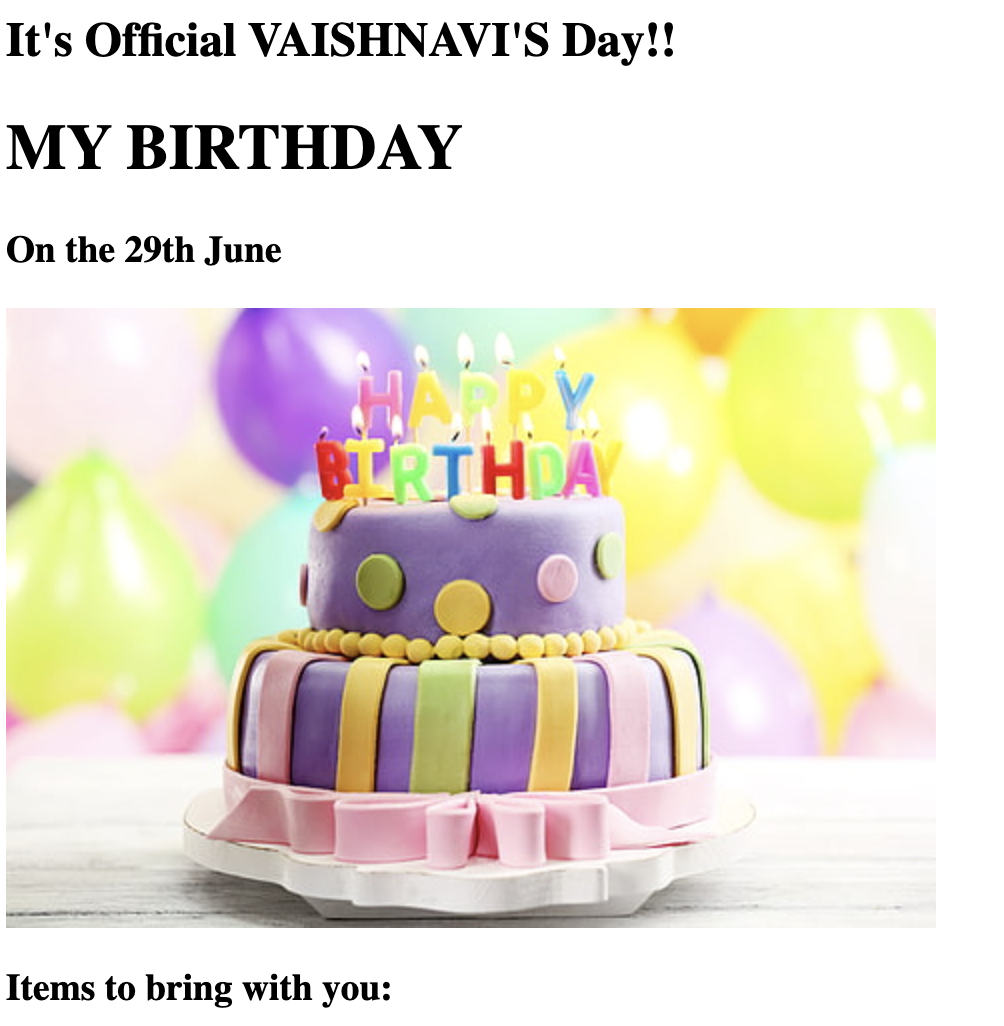 It's Official VAISHNAVI'S Day!!
MY BIRTHDAY
On the 29th June
HAPPY
BIRTHDAY
Items to bring with you: